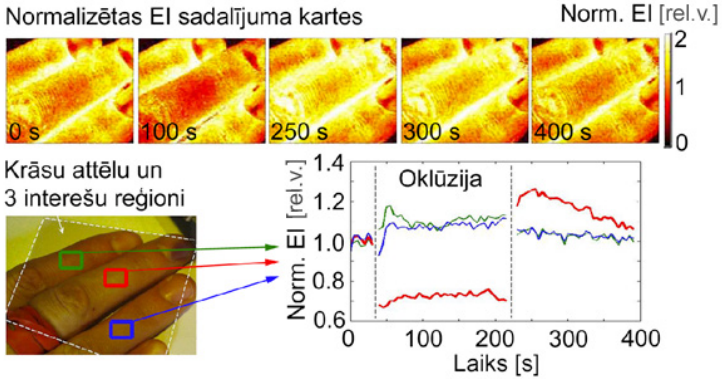 Normalizētas EI sadalījuma kartes
Norm. EI [rel.v.]
0 s
100 s
250 s
300 s
400 s
2
1
0
Krāsu attēlu un
3 interešu reģioni
Oklūzija
Norm. EI [rel.v.]
1.4
1.2
1.0
0.8
0.6
0 100 200 300 400
Laiks [s]